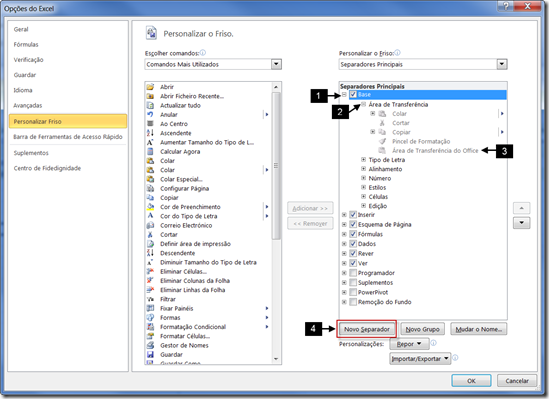 Opções do Excel
Geral
Fórmulas
Verificação
Guardar
Idioma
Avançadas
Personalizar Friso
Barra de Ferramentas de Acesso Rápido
Suplementos
Centro de Fidedignidade
Personalizar o Friso.
Escolher comandos:
Comandos Mais Utilizados
Abrir
Abrir Ficheiro Recente...
Actualizar tudo
Anular
Ao Centro
Ascendente
Aumentar Tamanho do Tipo de L...
Calcular Agora
Colar
Colar
Colar Especial...
Configurar Página
Copiar
Cor de Preenchimento
Cor do Tipo de Letra
Correio Electrónico
Cortar
Definir área de impressão
Descendente
Diminuir Tamanho do Tipo de Letra
Eliminar Células...
Eliminar Colunas da Folha
Eliminar Linhas da Folha
Filtrar
Fixar Painéis
Formas
Formatação Condicional
Formatar Células...
Gestor de Nomes
Guardar
Guardar Como
Adicionar >>
<< Remover
Personalizar o Friso:
Separadores Principais
Separadores Principais
1
Base
2
Área de Transferência
Colar
Cortar
Copiar
Pincel de Formatação
Área de Transferência do Office
3
Tipo de Letra
Alinhamento
Número
Estilos
Células
Edição
Inserir
Esquema de Página
Fórmulas
Dados
Rever
Ver
Programador
Suplementos
PowerPivot
Remoção do Fundo
4
Novo Separador
Novo Grupo
Mudar o Nome...
Personalizações:
Repor
Importar/Exportar
OK
Cancelar